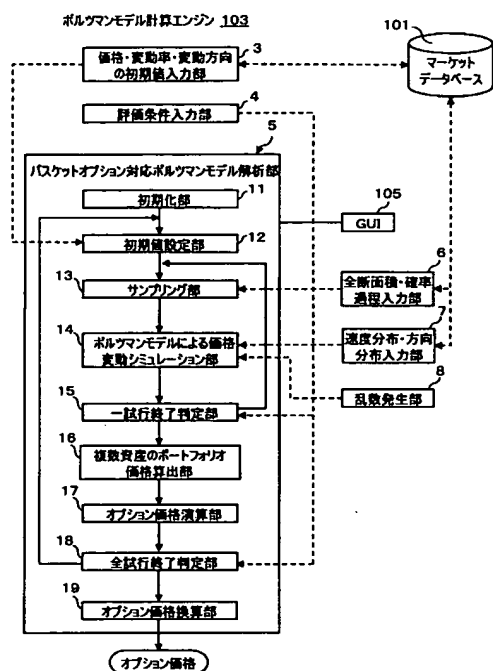 ボルツマンモデル計算エンジン 103
101
マーケット
データベース
3
価格・変動率・変動方向
の初期値入力部
4
評価条件入力部
5
バスケットオプション対応ボルツマンモデル解析部
11
初期化部
105
GUI
12
初期値設定部
13
サンプリング部
6
全断面積・確率
過程入力部
14
ボルツマンモデルによる価格
変動シミュレーション部
7
速度分布・方向
分布入力部
8
乱数発生部
15
一試行終了判定部
16
複数資産のポートフォリオ
価格算出部
17
オプション価格演算部
18
全試行終了判定部
19
オプション価格換算部
オプション価格